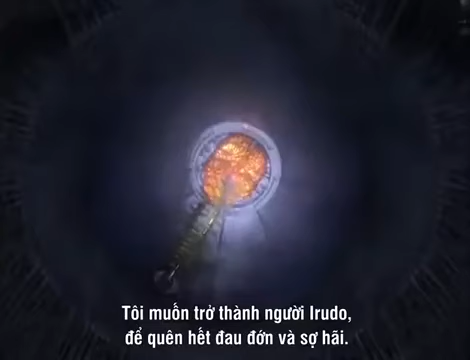 Tôi muốn trở thành người Irudo,
để quên hết đau đớn và sợ hãi.